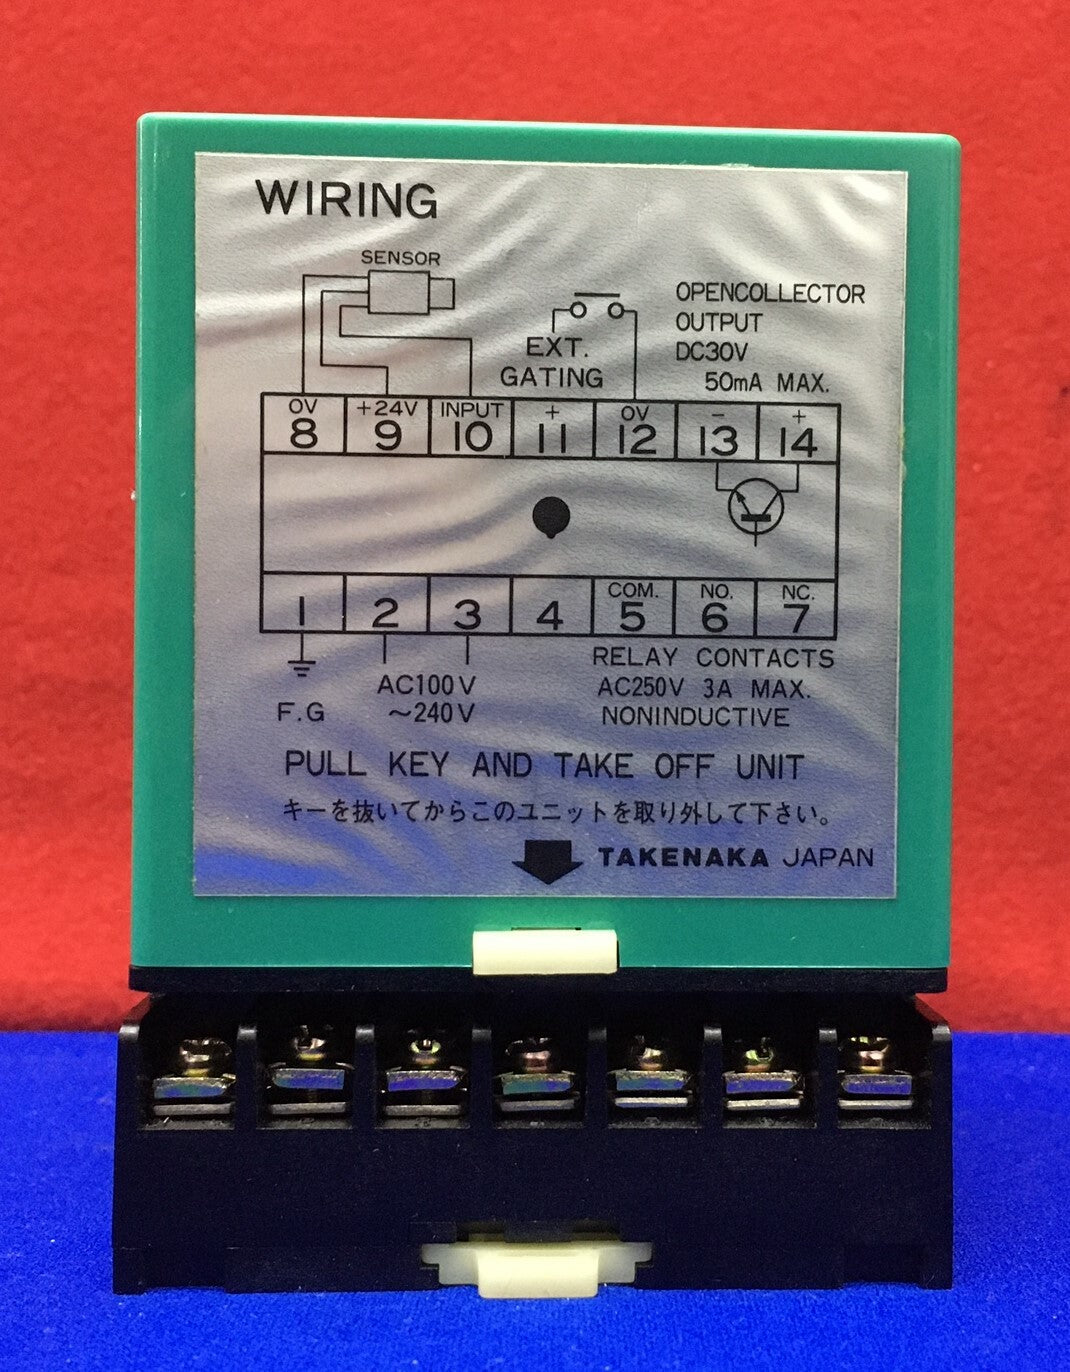 WIRING
SENSOR
OPENCOLLECTOR
OUTPUT
DC30V
50mA MAX.
EXT.
GATING
0V +24V INPUT + 0V - +
8 9 10 11 12 13 14
COM. NO. NC.
1 2 3 4 5 6 7
RELAY CONTACTS
AC250V 3A MAX.
NONINDUCTIVE
AC100V
~240V
F.G
PULL KEY AND TAKE OFF UNIT
キーを抜いてからこのユニットを取り外して下さい。
TAKENAKA JAPAN